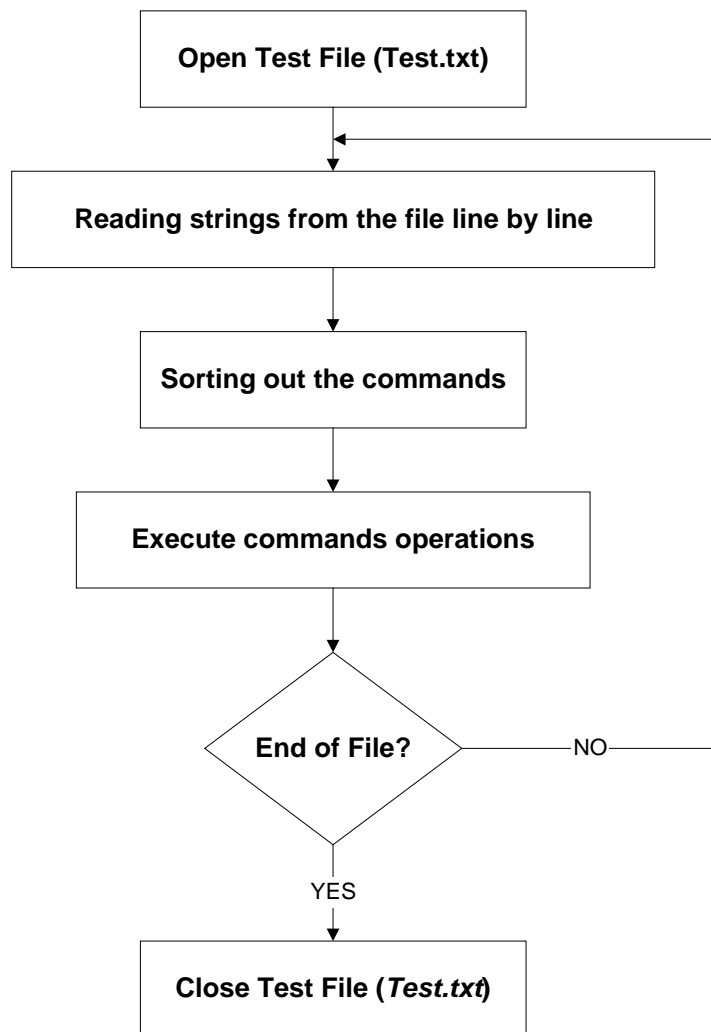 Open Test File (Test.txt)
Reading strings from the file line by line
Sorting out the commands
Execute commands operations
End of File?
NO
YES
Close Test File (Test.txt)